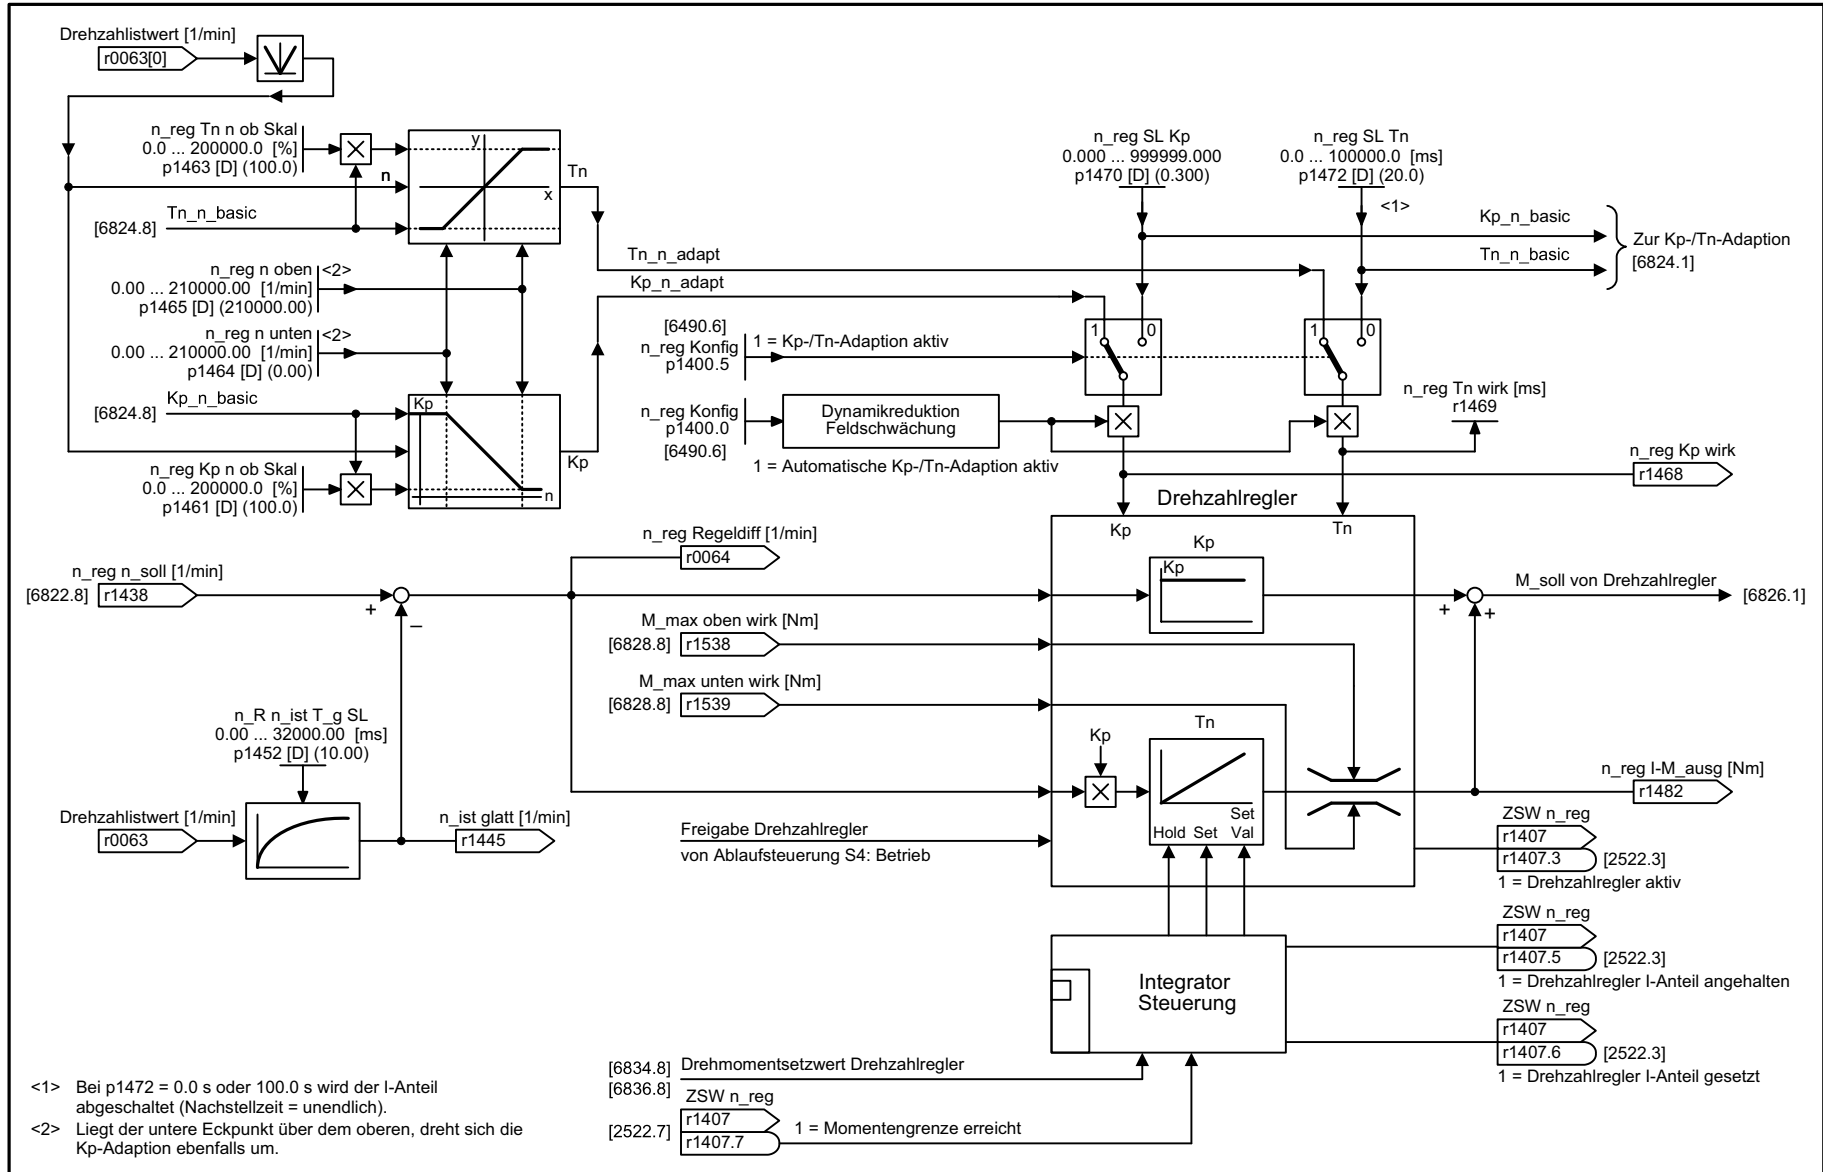 Drehzahlistwert [1/min]
r0063[0]
n_reg Tn n ob Skal
0.0 ... 200000.0 [%]
p1463 [D] (100.0)
y
x
n
Tn
Tn_n_basic
[6824.8]
n_reg n oben
<2>
0.00 ... 210000.00 [1/min]
p1465 [D] (210000.00)
n_reg n unten
<2>
0.00 ... 210000.00 [1/min]
p1464 [D] (0.00)
Kp_n_basic
[6824.8]
Kp
n
Kp
n_reg Kp n ob Skal
0.0 ... 200000.0 [%]
p1461 [D] (100.0)
Tn_n_adapt
Kp_n_adapt
n_reg SL Kp
0.000 ... 999999.000
p1470 [D] (0.300)
n_reg SL Tn
0.0 ... 100000.0 [ms]
p1472 [D] (20.0)
<1>
Kp_n_basic
Tn_n_basic
Zur Kp-/Tn-Adaption
[6824.1]
[6490.6]
n_reg Konfig
p1400.5
1 = Kp-/Tn-Adaption aktiv
1 0
1 0
n_reg Konfig
p1400.0
[6490.6]
Dynamikreduktion
Feldschwächung
1 = Automatische Kp-/Tn-Adaption aktiv
n_reg Tn wirk [ms]
r1469
n_reg Kp wirk
r1468
Drehzahlregler
Kp
Tn
n_reg Regeldiff [1/min]
r0064
Kp
Kp
n_reg n_soll [1/min]
[6822.8]
r1438
+
–
+
+
M_soll von Drehzahlregler
[6826.1]
M_max oben wirk [Nm]
[6828.8]
r1538
M_max unten wirk [Nm]
[6828.8]
r1539
n_R n_ist T_g SL
0.00 ... 32000.00 [ms]
p1452 [D] (10.00)
Kp
Tn
Hold Set
Set
Val
n_reg I-M_ausg [Nm]
r1482
Drehzahlistwert [1/min]
r0063
n_ist glatt [1/min]
r1445
Freigabe Drehzahlregler
von Ablaufsteuerung S4: Betrieb
ZSW n_reg
r1407
r1407.3
[2522.3]
1 = Drehzahlregler aktiv
ZSW n_reg
r1407
r1407.5
[2522.3]
1 = Drehzahlregler I-Anteil angehalten
Integrator
Steuerung
ZSW n_reg
r1407
r1407.6
[2522.3]
1 = Drehzahlregler I-Anteil gesetzt
[6834.8]
[6836.8]
Drehmomentsetzwert Drehzahlregler
ZSW n_reg
[2522.7]
r1407
r1407.7
1 = Momentengrenze erreicht
<1> Bei p1472 = 0.0 s oder 100.0 s wird der I-Anteil
abgeschaltet (Nachstellzeit = unendlich).
<2> Liegt der untere Eckpunkt über dem oberen, dreht sich die
Kp-Adaption ebenfalls um.